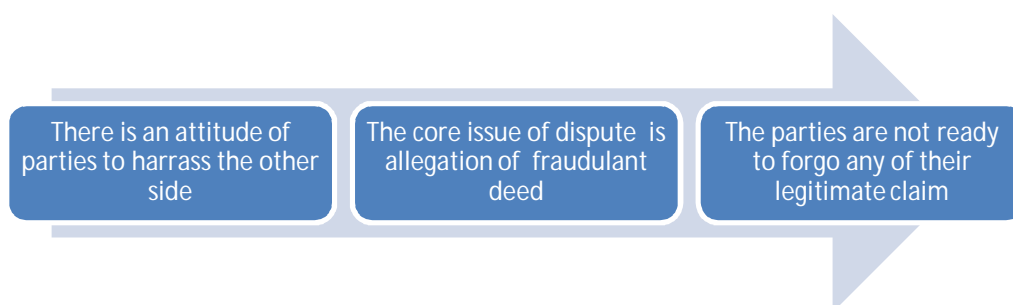 There is an attitude of
parties to harrass the other
side
The core issue of dispute is
allegation of fraudulant
deed
The parties are not ready
to forgo any of their
legitimate claim